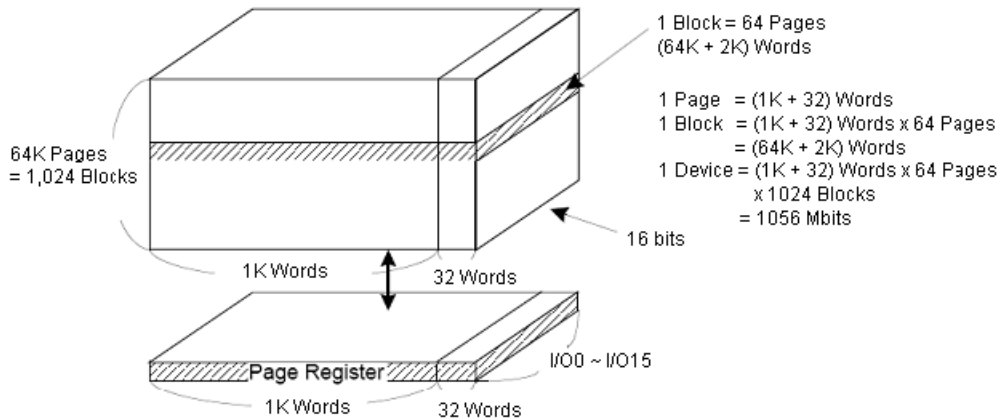 1 Block = 64 Pages
(64K + 2K) Words
1 Page = (1K + 32) Words
1 Block = (1K + 32) Words x 64 Pages
= (64K + 2K) Words
1 Device = (1K + 32) Words x 64 Pages
x 1024 Blocks
= 1056 Mbits
64K Pages
= 1,024 Blocks
16 bits
1K Words
32 Words
I/O0 ~ I/O15
Page Register
1K Words
32 Words